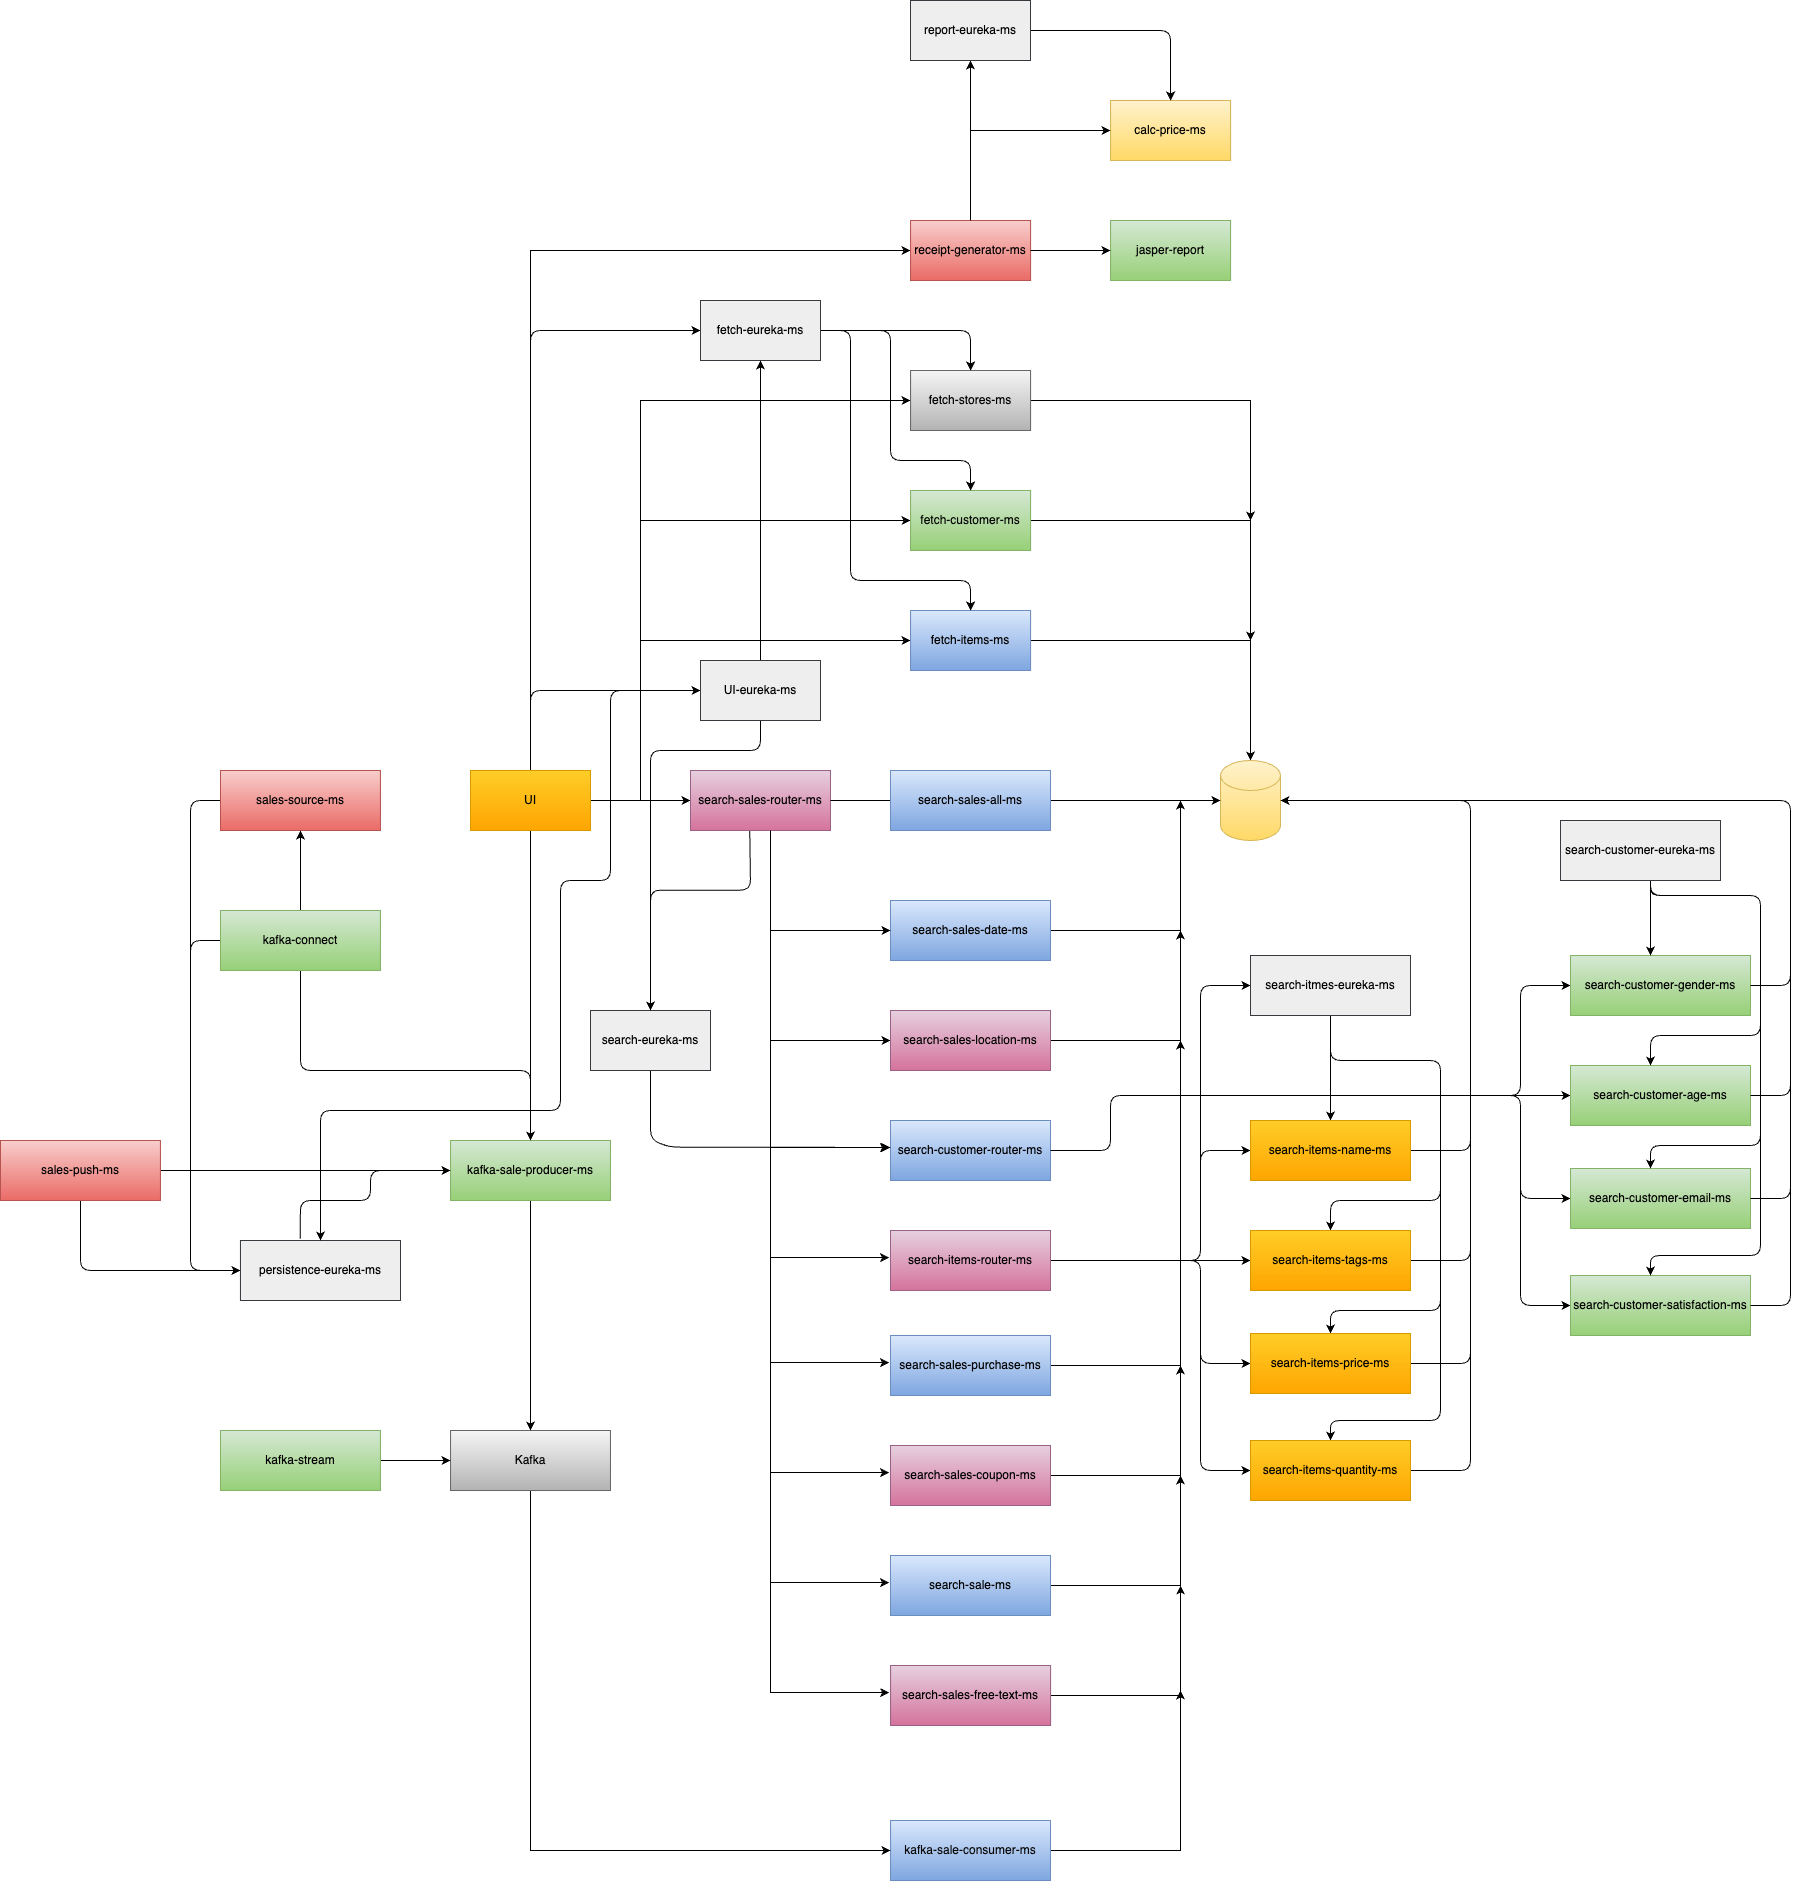 report-eureka-ms
calc-price-ms
receipt-generator-ms
jasper-report
fetch-eureka-ms
fetch-stores-ms
fetch-customer-ms
fetch-items-ms
UI-eureka-ms
sales-source-ms
UI
search-sales-router-ms
search-sales-all-ms
search-customer-eureka-ms
kafka-connect
search-sales-date-ms
search-itmes-eureka-ms
search-customer-gender-ms
search-eureka-ms
search-sales-location-ms
search-customer-age-ms
search-customer-router-ms
search-items-name-ms
sales-push-ms
kafka-sale-producer-ms
search-customer-email-ms
persistence-eureka-ms
search-items-router-ms
search-items-tags-ms
search-customer-satisfaction-ms
search-sales-purchase-ms
search-items-price-ms
kafka-stream
Kafka
search-sales-coupon-ms
search-items-quantity-ms
search-sale-ms
search-sales-free-text-ms
kafka-sale-consumer-ms